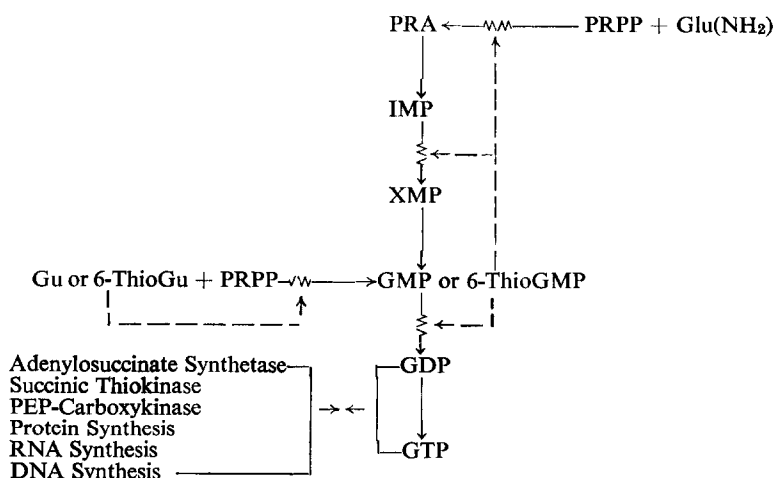 PRA PRPP + Glu(NH₂)
IMP
XMP
Gu or 6-ThioGu + PRPP GMP or 6-ThioGMP
Adenylosuccinate Synthetase GDP
Succinic Thiokinase
PEP-Carboxykinase
Protein Synthesis
RNA Synthesis GTP
DNA Synthesis